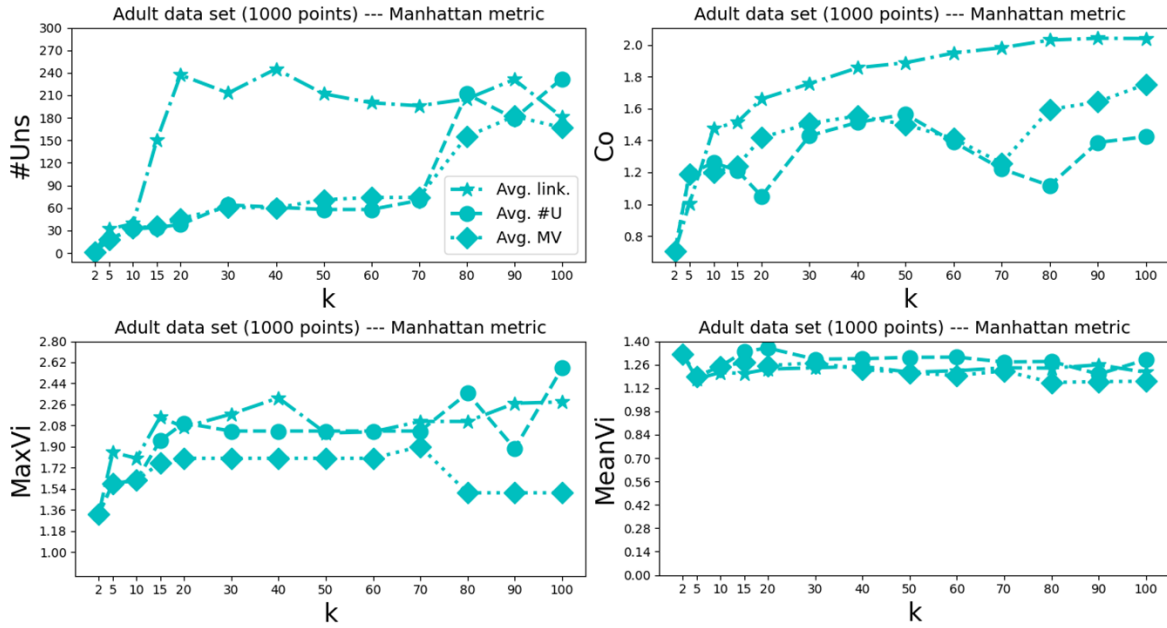 Adult data set (1000 points) --- Manhattan metric
300
270
240
210
180
150
120
90
60
30
0
#Uns
Avg. link.
Avg. #U
Avg. MV
2 5 10 15 20 30 40 50 60 70 80 90 100
k
Adult data set (1000 points) --- Manhattan metric
2.0
1.8
1.6
1.4
1.2
1.0
0.8
Co
2 5 10 15 20 30 40 50 60 70 80 90 100
k
Adult data set (1000 points) --- Manhattan metric
2.80
2.62
2.44
2.26
2.08
1.90
1.72
1.54
1.36
1.18
1.00
MaxVi
2 5 10 15 20 30 40 50 60 70 80 90 100
k
Adult data set (1000 points) --- Manhattan metric
1.40
1.26
1.12
0.98
0.84
0.70
0.56
0.42
0.28
0.14
0.00
MeanVi
2 5 10 15 20 30 40 50 60 70 80 90 100
k